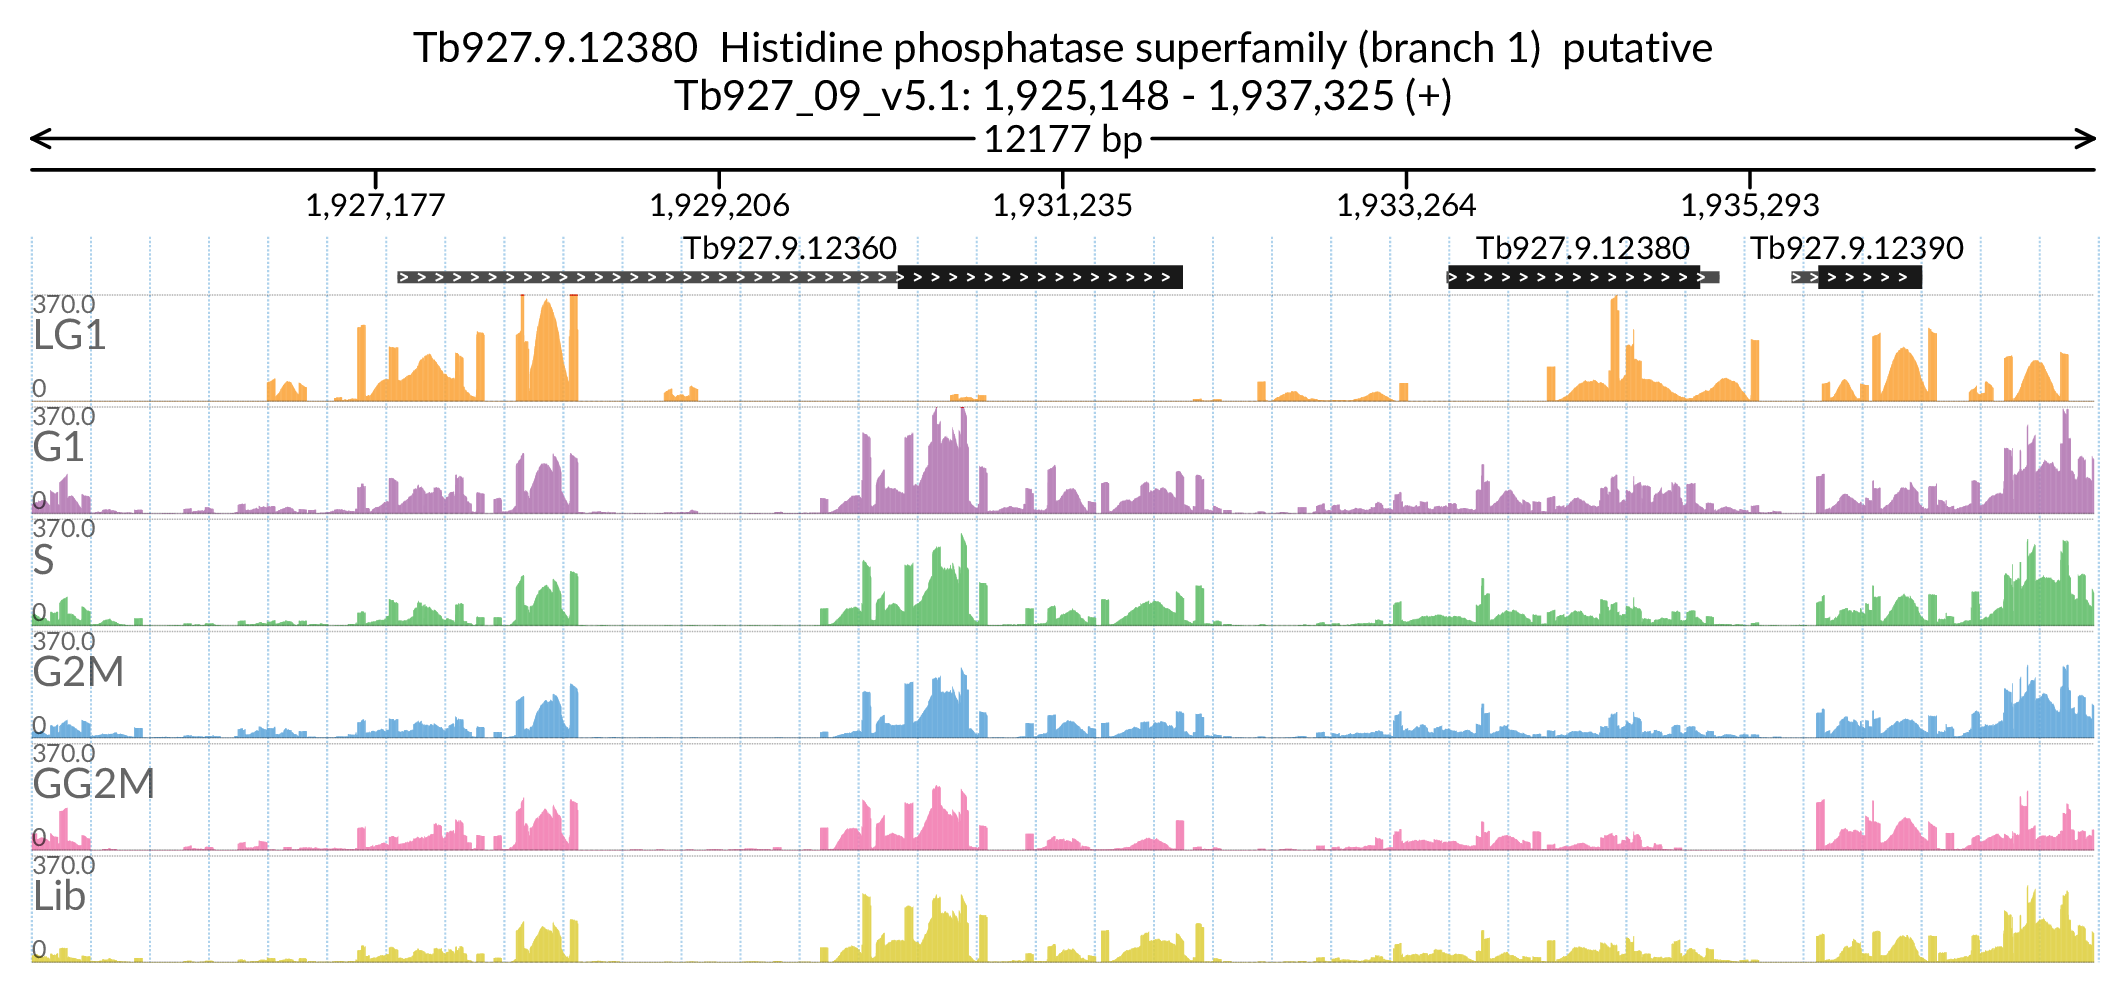 Tb927.9.12380 Histidine phosphatase superfamily (branch 1) putative
Tb927_09_v5.1: 1,925,148 - 1,937,325 (+)
12177 bp
1,927,177 1,929,206 1,931,235 1,933,264 1,935,293
Tb927.9.12360 Tb927.9.12380 Tb927.9.12390
370.0
LG1
0
370.0
G1
0
370.0
S
0
370.0
G2M
0
370.0
GG2M
0
370.0
Lib
0